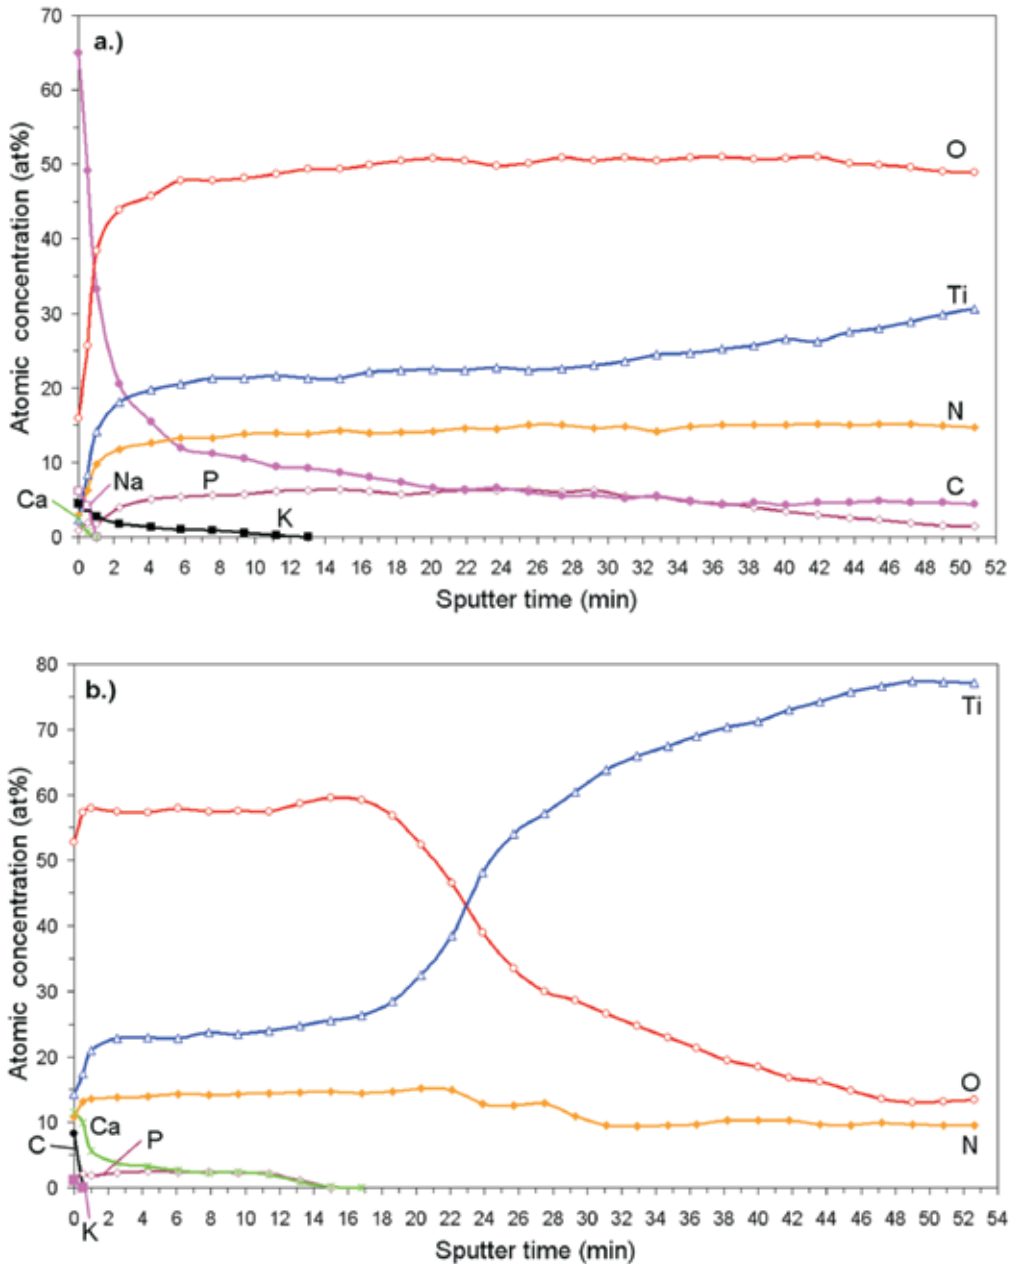 a.)
70
60
50
40
30
20
10
0
Atomic concentration (at%)
O
Ti
N
C
Ca
Na
P
K
0 2 4 6 8 10 12 14 16 18 20 22 24 26 28 30 32 34 36 38 40 42 44 46 48 50 52
Sputter time (min)
b.)
80
70
60
50
40
30
20
10
0
Atomic concentration (at%)
Ti
O
N
Ca
C
P
K
0 2 4 6 8 10 12 14 16 18 20 22 24 26 28 30 32 34 36 38 40 42 44 46 48 50 52 54
Sputter time (min)